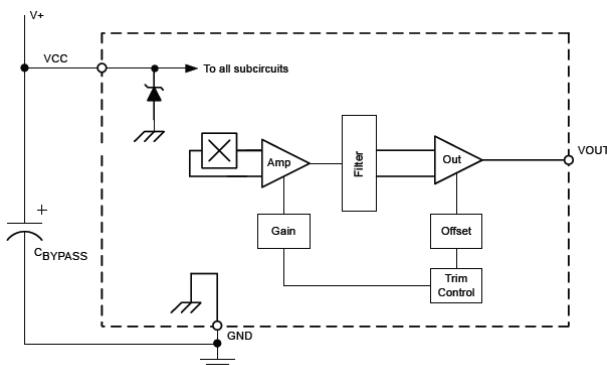 V+
VCC
To all subcircuits
Amp
Filter
Out
VOUT
Gain
Offset
+
CBYPASS
Trim
Control
GND